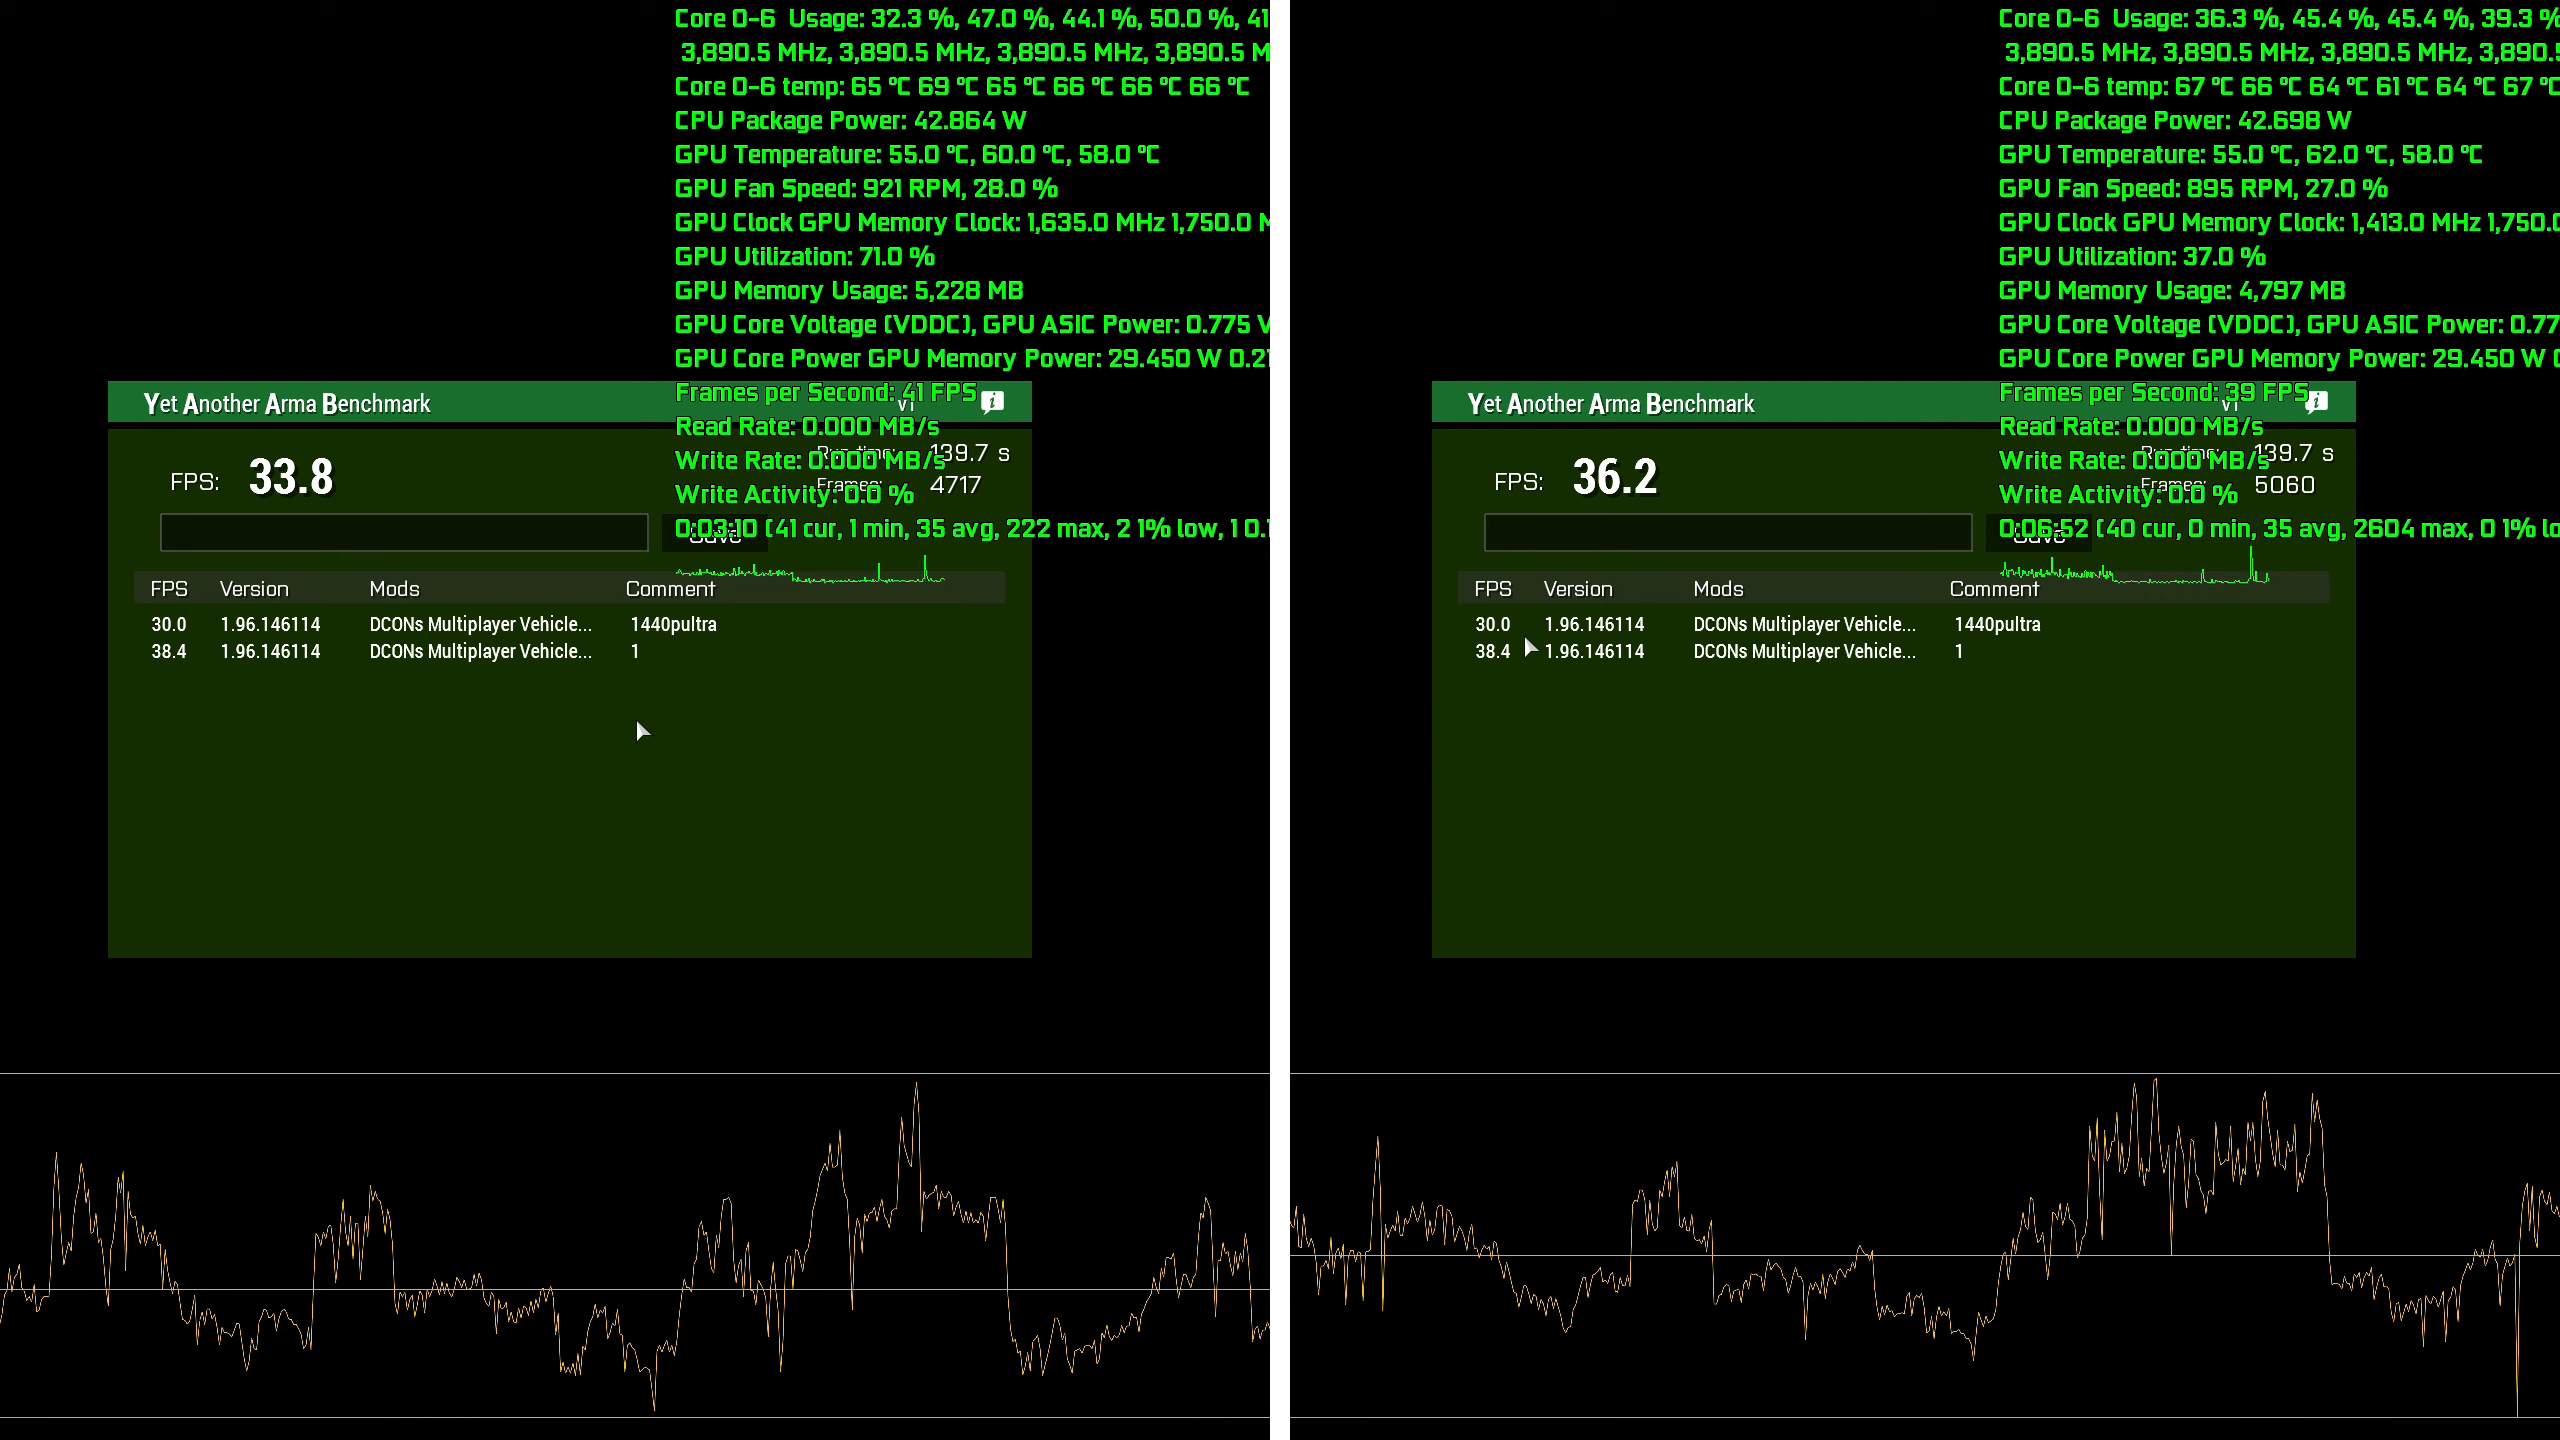 Core 0-6 Usage: 32.3 %, 47.0 %, 44.1 %, 50.0 %, 41
3,890.5 MHz, 3,890.5 MHz, 3,890.5 MHz, 3,890.5 M
Core 0-6 temp: 65 °C 69 °C 65 °C 66 °C 66 °C 66 °C
CPU Package Power: 42.864 W
GPU Temperature: 55.0 °C, 60.0 °C, 58.0 °C
GPU Fan Speed: 921 RPM, 28.0 %
GPU Clock GPU Memory Clock: 1,635.0 MHz 1,750.0 M
GPU Utilization: 71.0 %
GPU Memory Usage: 5,228 MB
GPU Core Voltage (VDDC), GPU ASIC Power: 0.775 V
GPU Core Power GPU Memory Power: 29.450 W 0.2
Frames per Second: 41 FPS
Yet Another Arma Benchmark
v1
Read Rate: 0.000 MB/s
Run time: 139.7 s
Write Rate: 0.000 MB/s
FPS: 33.8
Frames: 4717
Write Activity: 0.0 %
0:03:10 (41 cur, 1 min, 35 avg, 222 max, 2 1% low, 1 0.
Save
FPS Version Mods Comment
30.0 1.96.146114 DCONs Multiplayer Vehicle... 1440pultra
38.4 1.96.146114 DCONs Multiplayer Vehicle... 1
Core 0-6 Usage: 36.3 %, 45.4 %, 45.4 %, 39.3 %
3,890.5 MHz, 3,890.5 MHz, 3,890.5 MHz, 3,890.5
Core 0-6 temp: 67 °C 66 °C 64 °C 61 °C 64 °C 67 °C
CPU Package Power: 42.698 W
GPU Temperature: 55.0 °C, 62.0 °C, 58.0 °C
GPU Fan Speed: 895 RPM, 27.0 %
GPU Clock GPU Memory Clock: 1,413.0 MHz 1,750.0
GPU Utilization: 37.0 %
GPU Memory Usage: 4,797 MB
GPU Core Voltage (VDDC), GPU ASIC Power: 0.77
GPU Core Power GPU Memory Power: 29.450 W
Frames per Second: 39 FPS
Yet Another Arma Benchmark
v1
Read Rate: 0.000 MB/s
Run time: 139.7 s
Write Rate: 0.000 MB/s
FPS: 36.2
Frames: 5060
Write Activity: 0.0 %
0:06:52 (40 cur, 0 min, 35 avg, 2604 max, 0 1% lo
Save
FPS Version Mods Comment
30.0 1.96.146114 DCONs Multiplayer Vehicle... 1440pultra
38.4 1.96.146114 DCONs Multiplayer Vehicle... 1